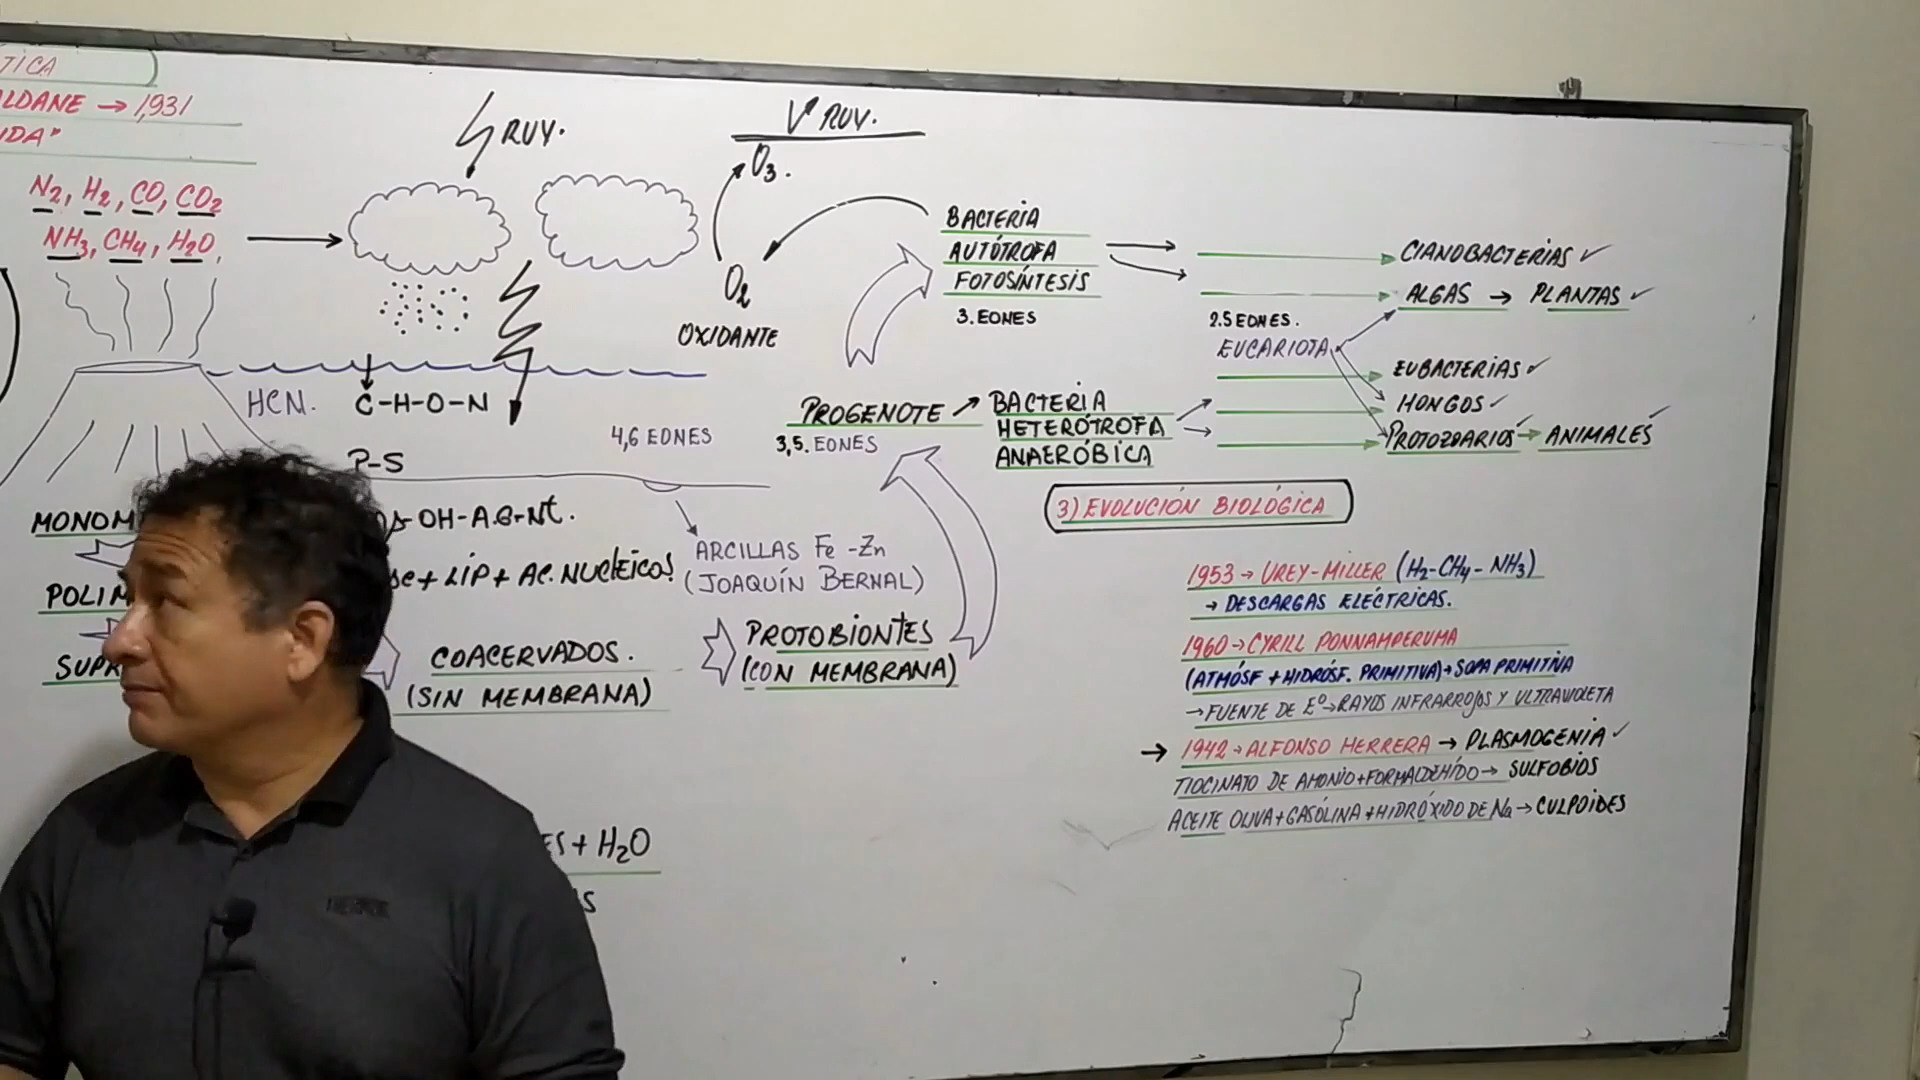 TICA
LDANE → 1,931
IDA"
N2, H2, CO, CO2
NH3, CH4, H2O,
RUV.
V RUV.
O3.
O2
OXIDANTE
BACTERIA
AUTÓTROFA
FOTOSÍNTESIS
3. EONES
CIANOBACTERIAS ✓
ALGAS → PLANTAS ✓
2.5 EONES.
EUCARIOTA
EUBACTERIAS ✓
HONGOS ✓
PROTOZOARIOS → ANIMALES
HCN.
C-H-O-N
P-S
4,6 EONES
PROGENOTE
3,5. EONES
BACTERIA
HETERÓTROFA
ANAERÓBICA
3) EVOLUCIÓN BIOLÓGICA
MONOM
OH-A.G-Nt.
POLIM
+ LIP + AC. NUCLEICOS
SUPR
ARCILLAS Fe -Zn
(JOAQUÍN BERNAL)
COACERVADOS.
(SIN MEMBRANA)
PROTOBIONTES
(CON MEMBRANA)
ES + H2O
S
1953 → UREY-MILLER (H2-CH4-NH3)
→ DESCARGAS ELÉCTRICAS.
1960 → CYRILL PONNAMPERUMA
(ATMÓSF + HIDRÓSF. PRIMITIVA) → SOPA PRIMITIVA
→ FUENTE DE Eº → RAYOS INFRARROJOS Y ULTRAVIOLETA
→ 1942 → ALFONSO HERRERA → PLASMOGENIA ✓
TIOCINATO DE AMONIO + FORMALDEHÍDO → SULFOBIOS
ACEITE OLIVA + GASOLINA + HIDRÓXIDO DE Na → CULPOIDES